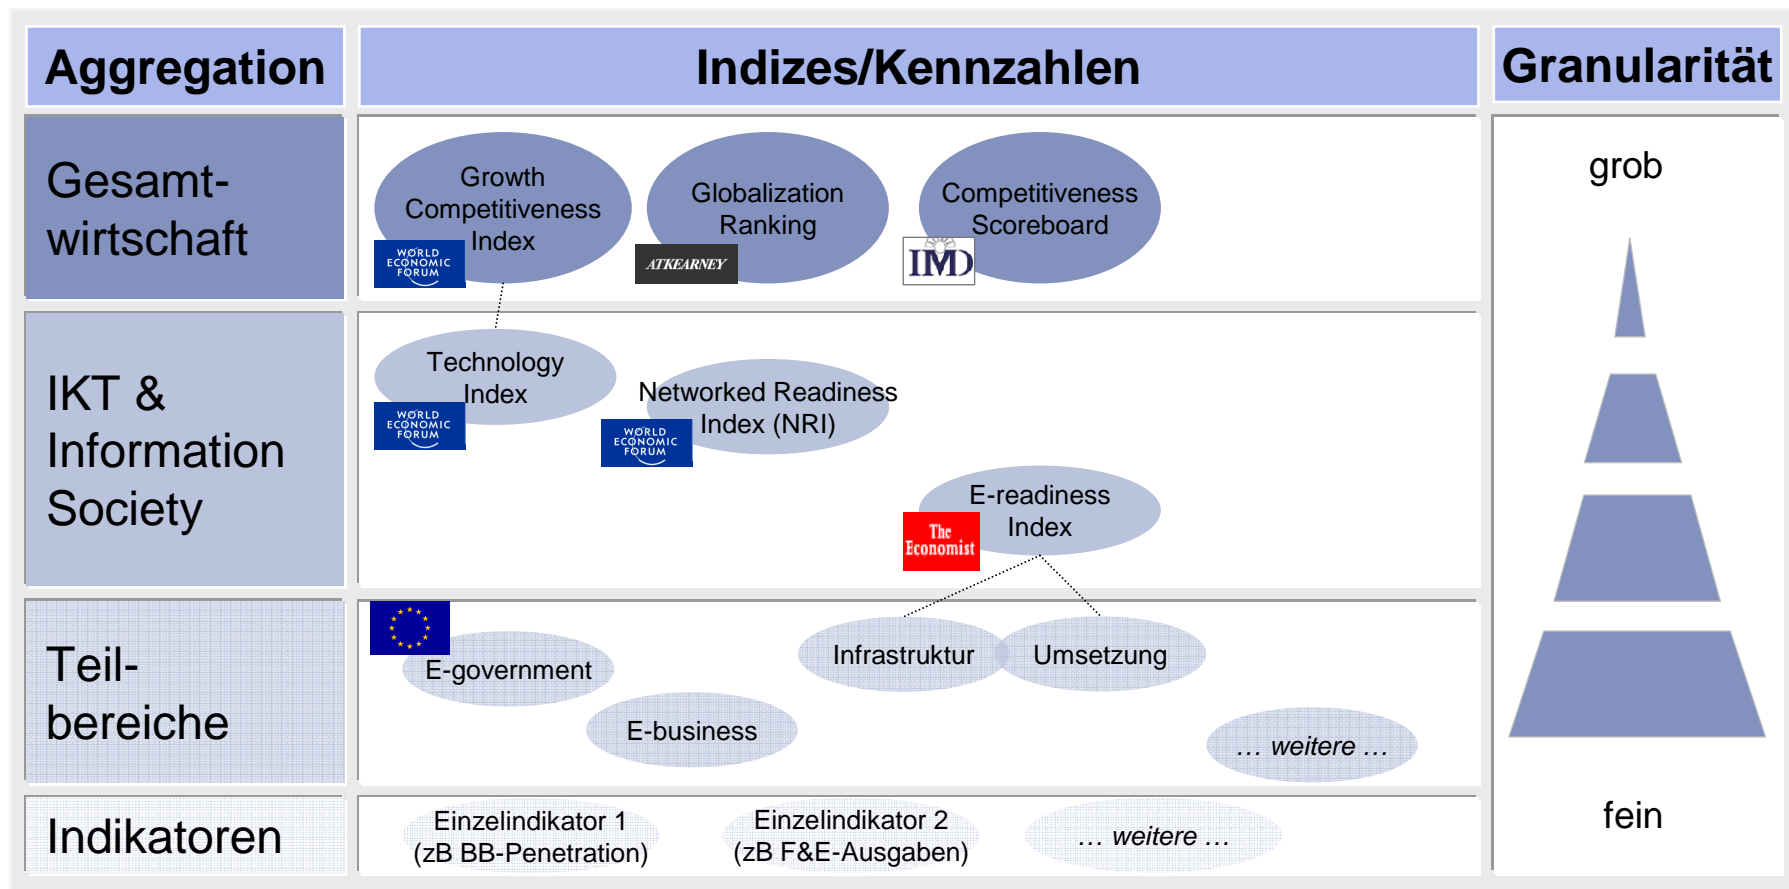 Aggregation
Indizes/Kennzahlen
Granularität
Gesamt-
wirtschaft
Growth
Competitiveness
Index
WORLD
ECONOMIC
FORUM
Globalization
Ranking
ATKEARNEY
Competitiveness
Scoreboard
IMD
grob
IKT &
Information
Society
Technology
Index
WORLD
ECONOMIC
FORUM
Networked Readiness
Index (NRI)
WORLD
ECONOMIC
FORUM
E-readiness
Index
The
Economist
Teil-
bereiche
E-government
E-business
Infrastruktur
Umsetzung
… weitere …
Indikatoren
Einzelindikator 1
(zB BB-Penetration)
Einzelindikator 2
(zB F&E-Ausgaben)
… weitere …
fein